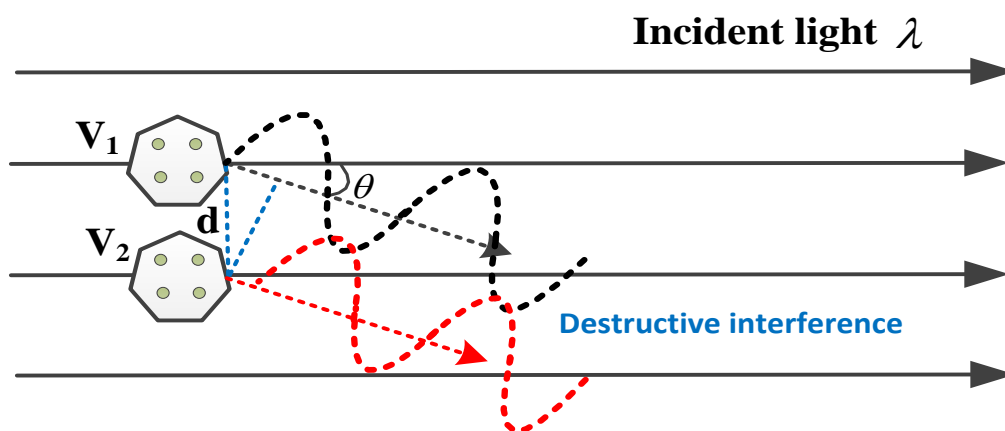 Incident light λ
V1
θ
d
V2
Destructive interference